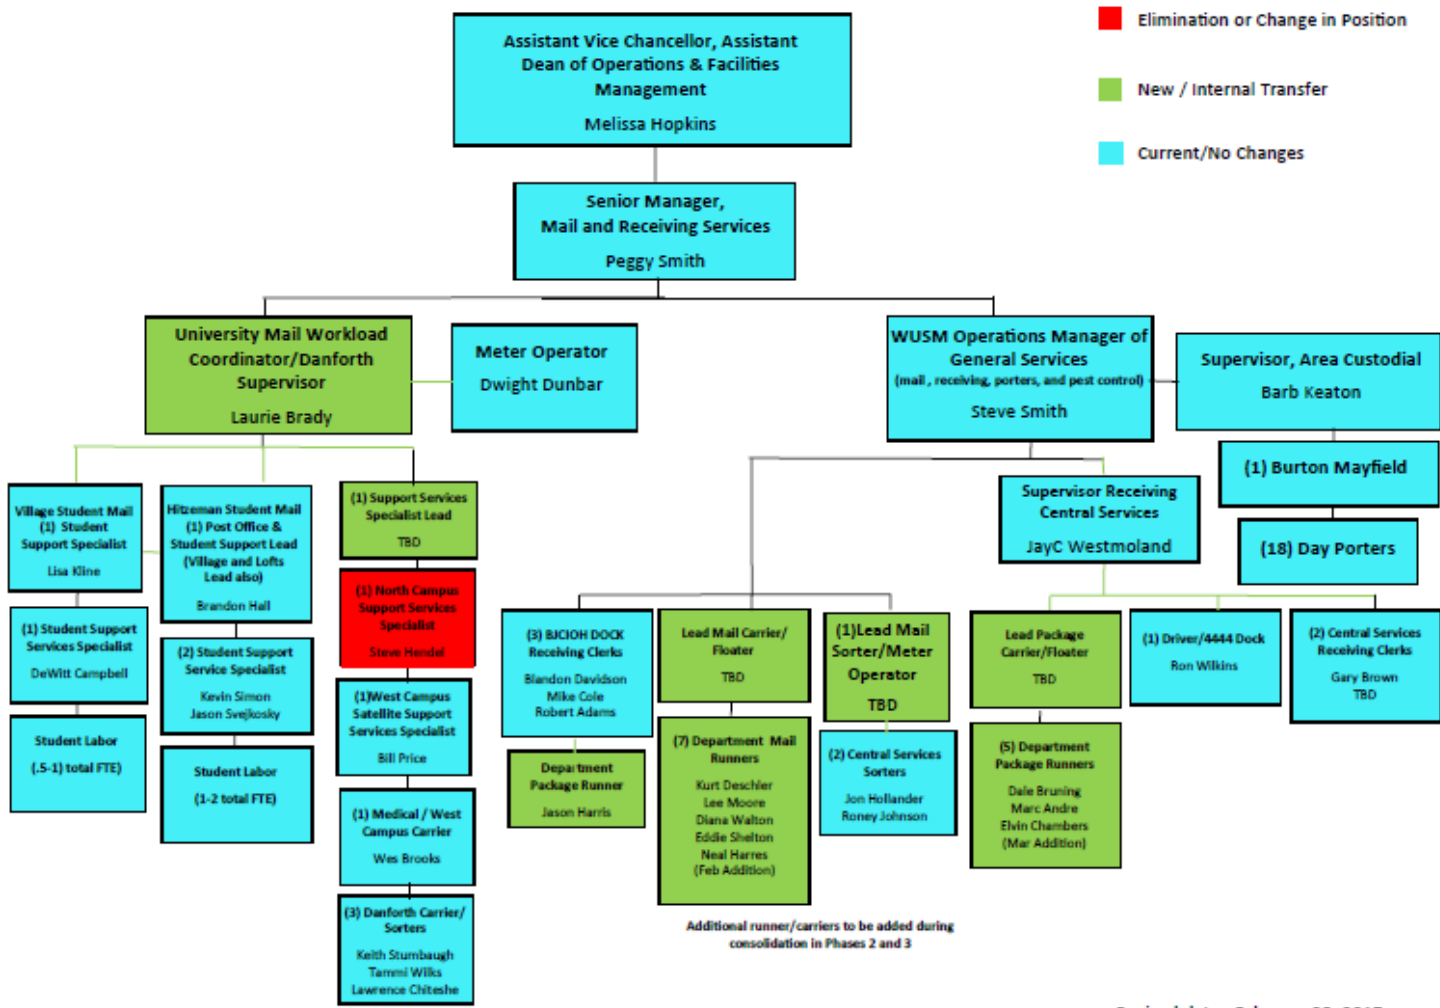 Elimination or Change in Position
New / Internal Transfer
Current/No Changes
Assistant Vice Chancellor, Assistant
Dean of Operations & Facilities
Management
Melissa Hopkins
Senior Manager,
Mail and Receiving Services
Peggy Smith
University Mail Workload
Coordinator/Danforth
Supervisor
Laurie Brady
Meter Operator
Dwight Dunbar
WUSM Operations Manager of
General Services
(mail , receiving, porters, and pest control)
Steve Smith
Supervisor, Area Custodial
Barb Keaton
(1) Burton Mayfield
(18) Day Porters
Village Student Mail
(1) Student
Support Specialist
Lisa Kline
(1) Student Support
Services Specialist
DeWitt Campbell
Student Labor
(.5-1) total FTE)
Hitzeman Student Mail
(1) Post Office &
Student Support Lead
(Village and Lofts
Lead also)
Brandon Hall
(2) Student Support
Service Specialist
Kevin Simon
Jason Svejkosky
Student Labor
(1-2 total FTE)
(1) Support Services
Specialist Lead
TBD
(1) North Campus
Support Services
Specialist
Steve Hendel
(1)West Campus
Satellite Support
Services Specialist
Bill Price
(1) Medical / West
Campus Carrier
Wes Brooks
(3) Danforth Carrier/
Sorters
Keith Stumbaugh
Tammi Wilks
Lawrence Chiteshe
Supervisor Receiving
Central Services
JayC Westmoland
(3) BJCIOH DOCK
Receiving Clerks
Blandon Davidson
Mike Cole
Robert Adams
Department
Package Runner
Jason Harris
Lead Mail Carrier/
Floater
TBD
(7) Department Mail
Runners
Kurt Deschler
Lee Moore
Diana Walton
Eddie Shelton
Neal Harres
(Feb Addition)
(1)Lead Mail
Sorter/Meter
Operator
TBD
(2) Central Services
Sorters
Jon Hollander
Roney Johnson
Lead Package
Carrier/Floater
TBD
(5) Department
Package Runners
Dale Bruning
Marc Andre
Elvin Chambers
(Mar Addition)
(1) Driver/4444 Dock
Ron Wilkins
(2) Central Services
Receiving Clerks
Gary Brown
TBD
Additional runner/carriers to be added during
consolidation in Phases 2 and 3